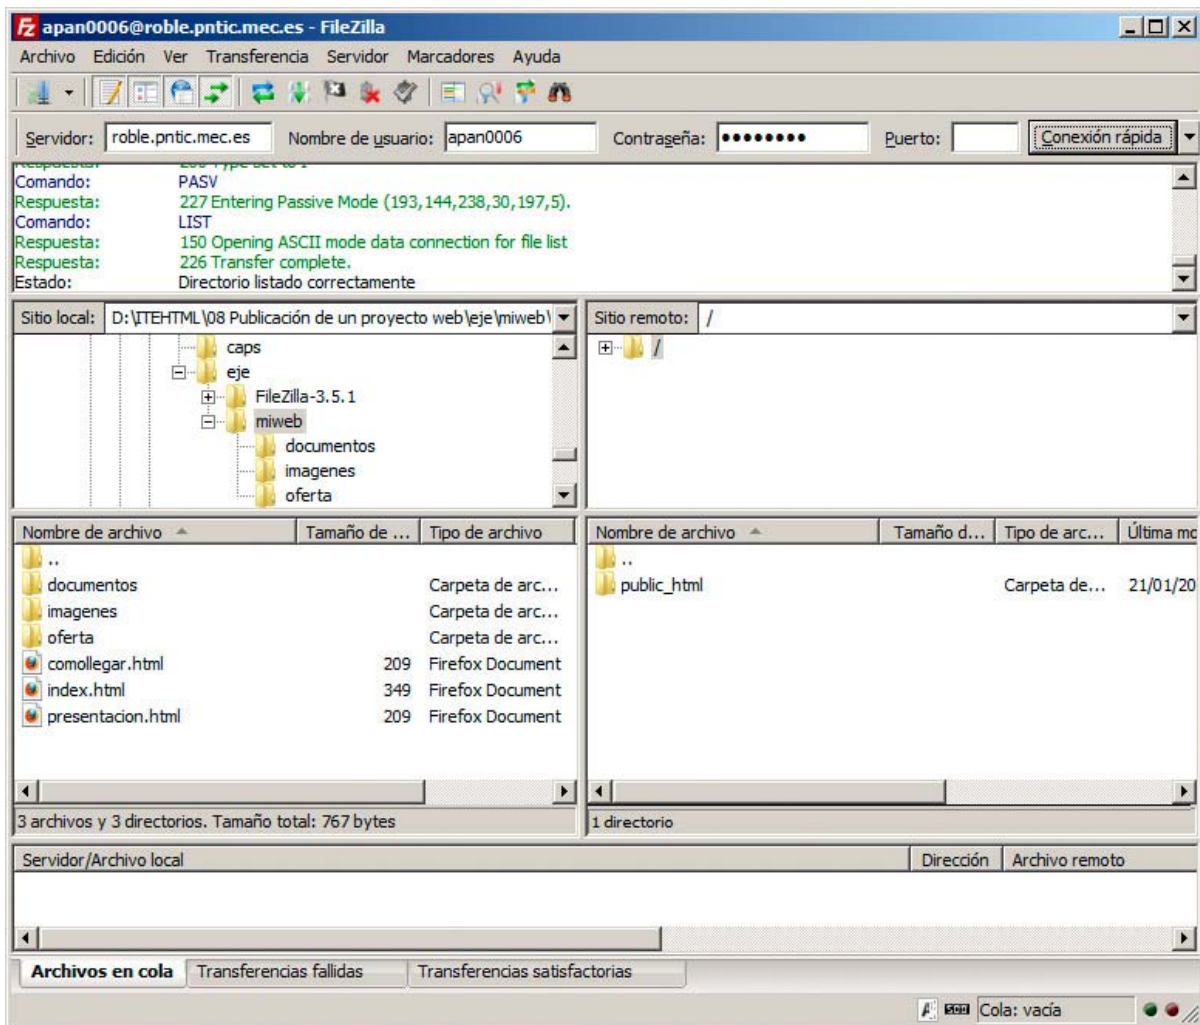 apan0006@roble.pntic.mec.es - FileZilla
Archivo Edición Ver Transferencia Servidor Marcadores Ayuda
Servidor: roble.pntic.mec.es Nombre de usuario: apan0006 Contraseña: ●●●●●●●● Puerto: Conexión rápida
Respuesta: 200 Type set to I
Comando: PASV
Respuesta: 227 Entering Passive Mode (193,144,238,30,197,5).
Comando: LIST
Respuesta: 150 Opening ASCII mode data connection for file list
Respuesta: 226 Transfer complete.
Estado: Directorio listado correctamente
Sitio local: D:\ITEHTML\08 Publicación de un proyecto web\eje\miweb\ Sitio remoto: /
caps
eje
FileZilla-3.5.1
miweb
documentos
imagenes
oferta
/
Nombre de archivo Tamaño de ... Tipo de archivo
..
documentos Carpeta de arc...
imagenes Carpeta de arc...
oferta Carpeta de arc...
comollegar.html 209 Firefox Document
index.html 349 Firefox Document
presentacion.html 209 Firefox Document
3 archivos y 3 directorios. Tamaño total: 767 bytes
Nombre de archivo Tamaño d... Tipo de arc... Última mo
..
public_html Carpeta de... 21/01/20
1 directorio
Servidor/Archivo local Dirección Archivo remoto
Archivos en cola Transferencias fallidas Transferencias satisfactorias
Cola: vacía